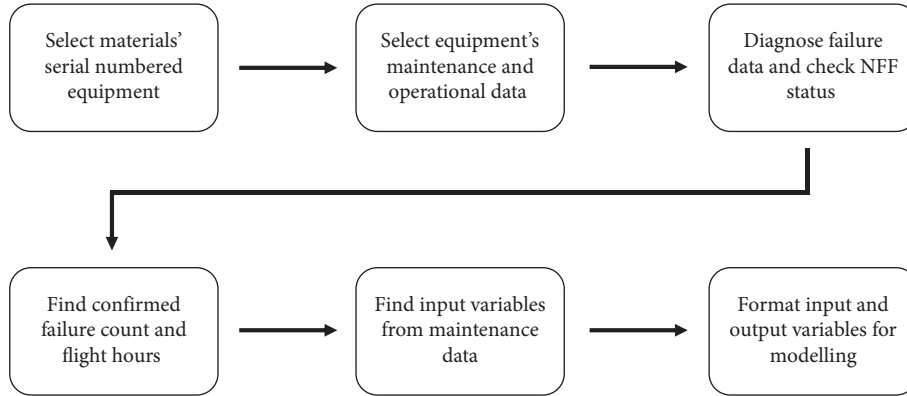 Select materials’
serial numbered
equipment
Select equipment’s
maintenance and
operational data
Diagnose failure
data and check NFF
status
Find confirmed
failure count and
flight hours
Find input variables
from maintenance
data
Format input and
output variables for
modelling